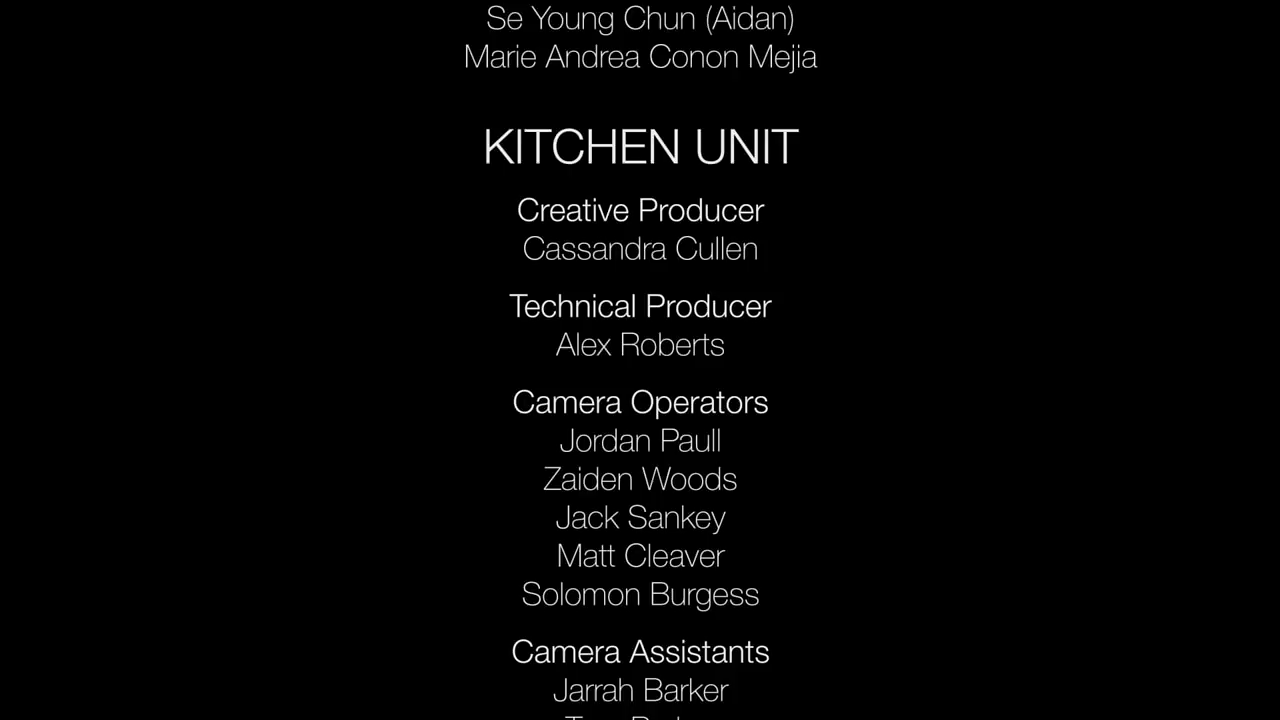 Se Young Chun (Aidan)
Marie Andrea Conon Mejia
KITCHEN UNIT
Creative Producer
Cassandra Cullen
Technical Producer
Alex Roberts
Camera Operators
Jordan Paull
Zaiden Woods
Jack Sankey
Matt Cleaver
Solomon Burgess
Camera Assistants
Jarrah Barker